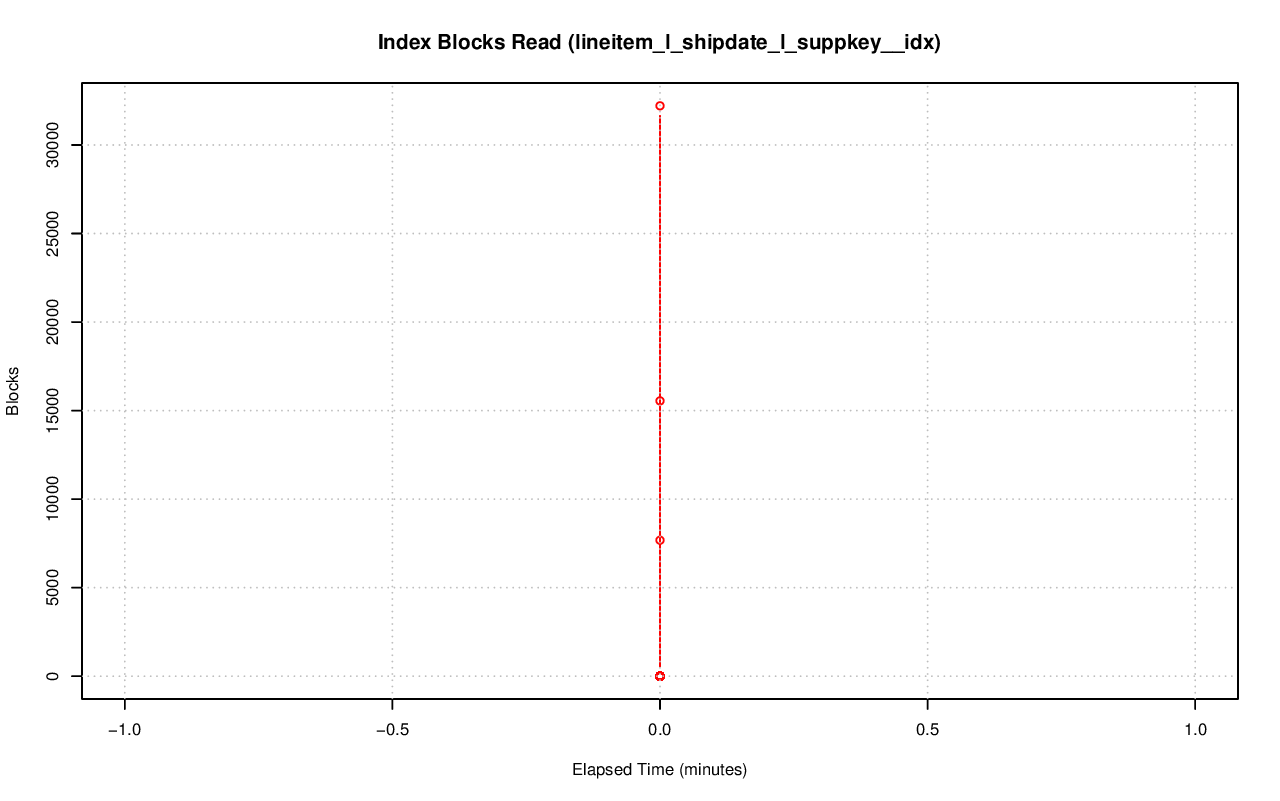 Index Blocks Read (lineitem_l_shipdate_l_suppkey__idx)
Blocks
30000
25000
20000
15000
10000
5000
0
−1.0 −0.5 0.0 0.5 1.0
Elapsed Time (minutes)